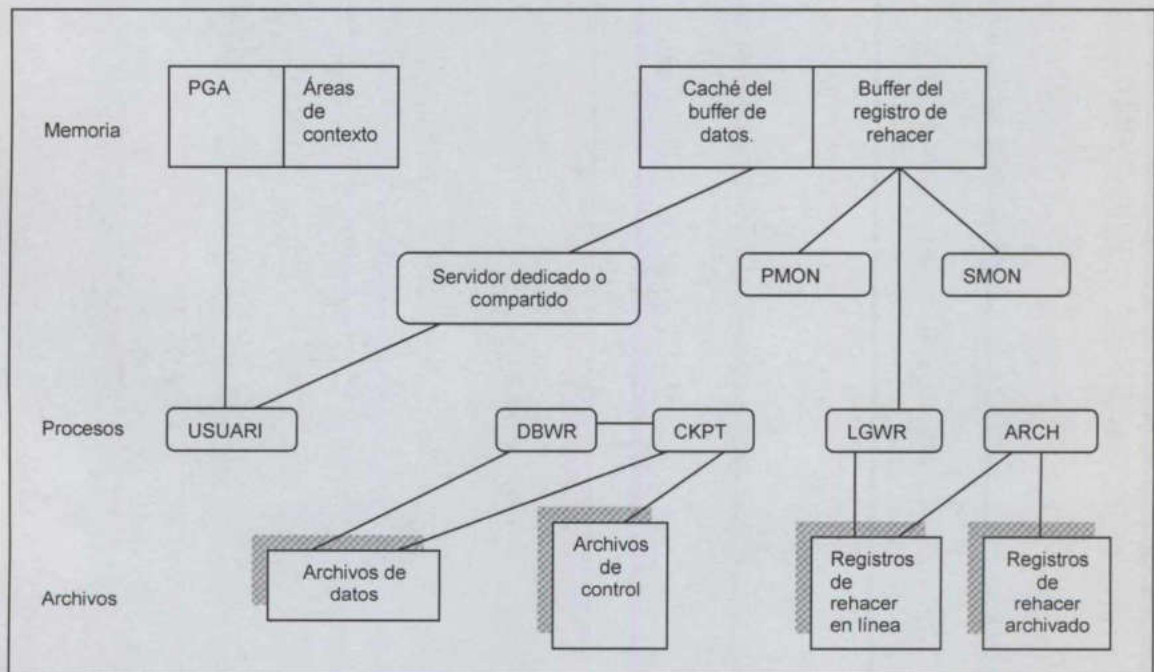 PGA
Áreas
de
contexto
Caché del
buffer de
datos.
Buffer del
registro de
rehacer
Memoria
Servidor dedicado o
compartido
PMON
SMON
Procesos
USUARI
DBWR
CKPT
LGWR
ARCH
Archivos
Archivos de
datos
Archivos
de
control
Registros
de
rehacer
en línea
Registros
de
rehacer
archivado